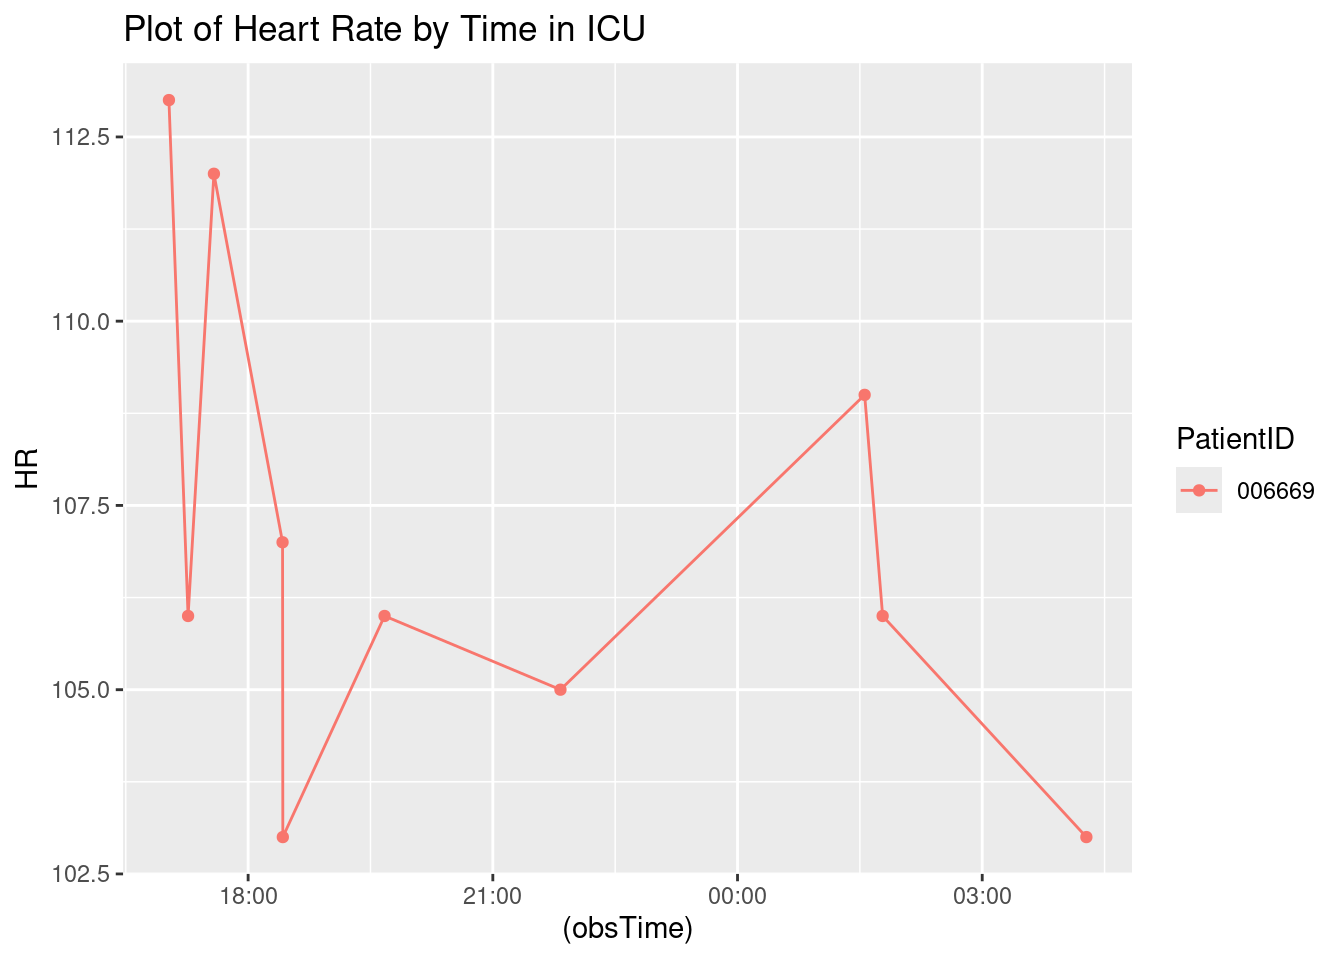 Plot of Heart Rate by Time in ICU
HR
112.5
110.0
107.5
105.0
102.5
18:00 21:00 00:00 03:00
(obsTime)
PatientID
006669